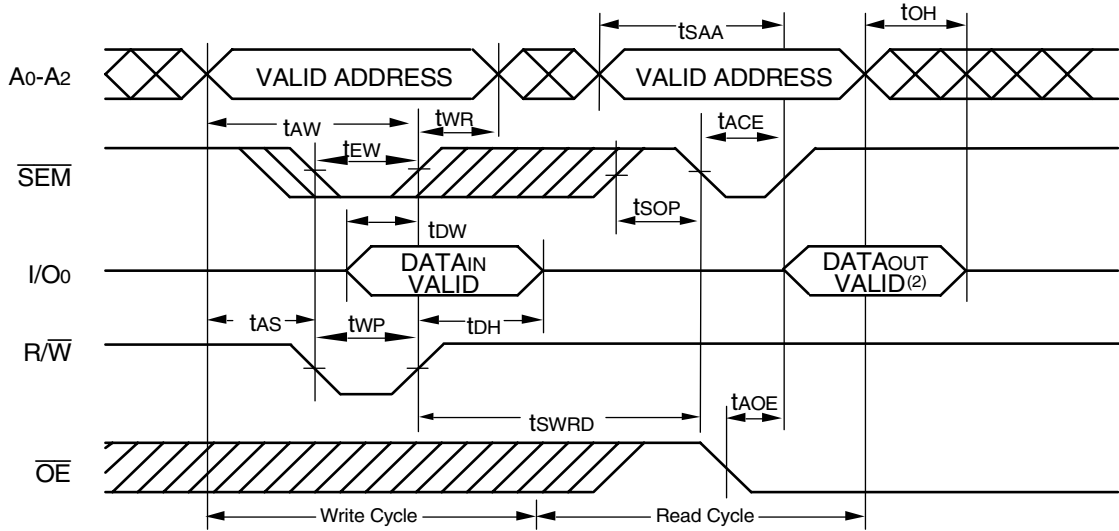 tSAA
tOH
A0-A2
VALID ADDRESS
VALID ADDRESS
tAW
tWR
tACE
tEW
SEM
tSOP
tDW
I/O0
DATAIN
VALID
DATAOUT
VALID(2)
tAS
tWP
tDH
R/W
tSWRD
tAOE
OE
Write Cycle
Read Cycle